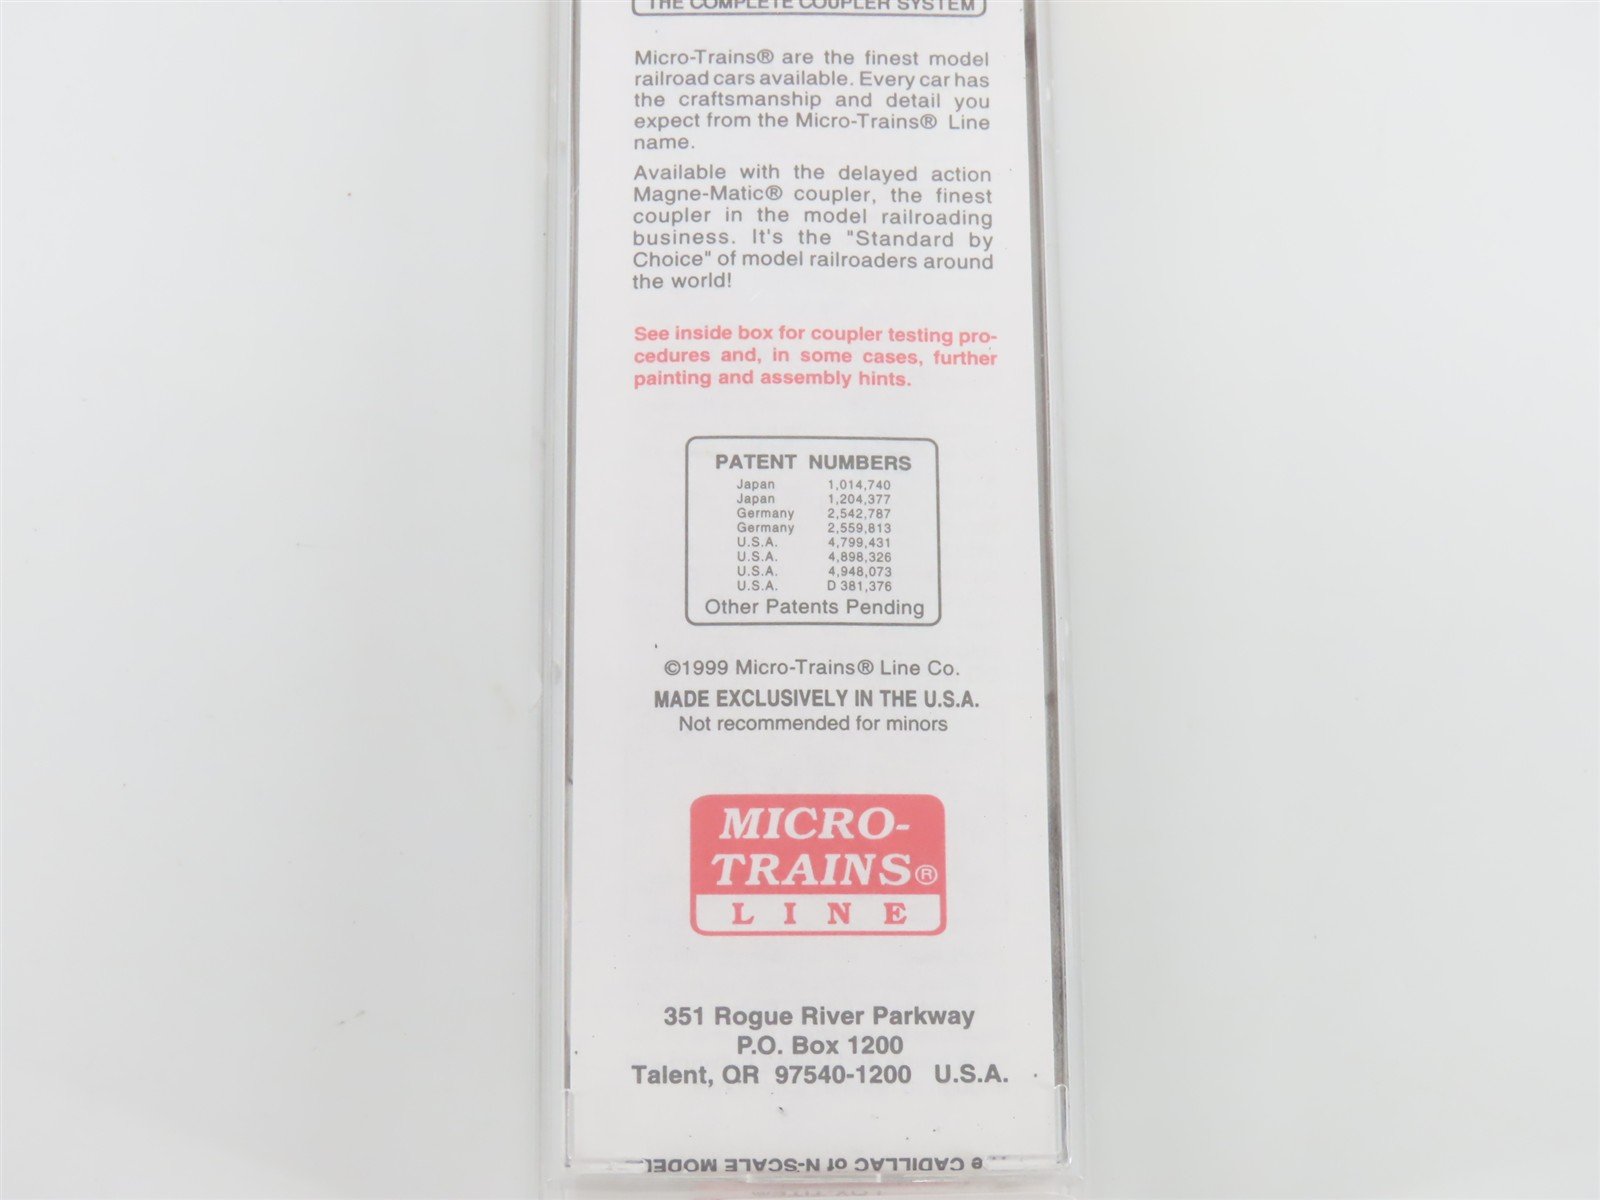 THE COMPLETE COUPLER SYSTEM
Micro-Trains® are the finest model
railroad cars available. Every car has
the craftsmanship and detail you
expect from the Micro-Trains® Line
name.
Available with the delayed action
Magne-Matic® coupler, the finest
coupler in the model railroading
business. It's the "Standard by
Choice" of model railroaders around
the world!
See inside box for coupler testing pro-
cedures and, in some cases, further
painting and assembly hints.
PATENT NUMBERS
Japan 1,014,740
Japan 1,204,377
Germany 2,542,787
Germany 2,559,813
U.S.A. 4,799,431
U.S.A. 4,898,326
U.S.A. 4,948,073
U.S.A. D 381,376
Other Patents Pending
©1999 Micro-Trains® Line Co.
MADE EXCLUSIVELY IN THE U.S.A.
Not recommended for minors
MICRO-
TRAINS®
LINE
351 Rogue River Parkway
P.O. Box 1200
Talent, OR 97540-1200 U.S.A.
e CADILLAC of N-SCALE MODEL